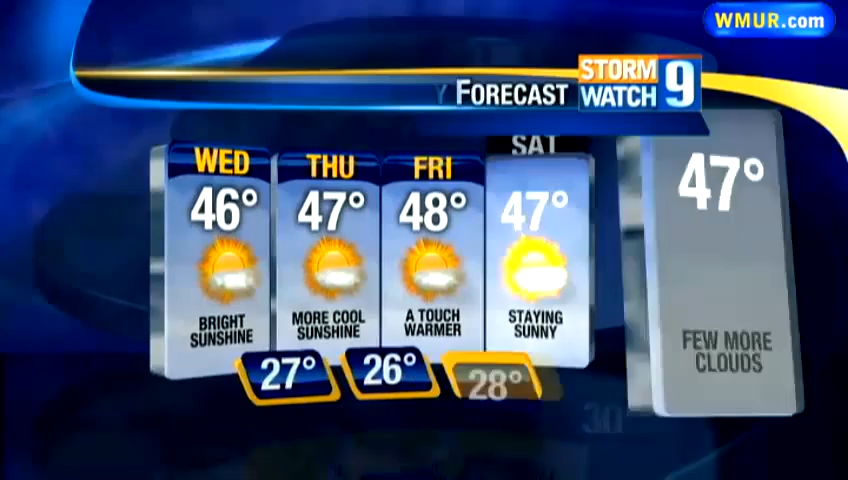 WMUR.com
Y FORECAST
STORM
WATCH 9
WED
46°
BRIGHT
SUNSHINE
THU
47°
MORE COOL
SUNSHINE
FRI
48°
A TOUCH
WARMER
SAT
47°
STAYING
SUNNY
47°
FEW MORE
CLOUDS
27°
26°
28°
30